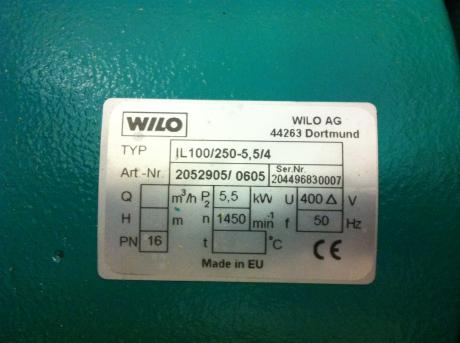 WILO WILO AG
44263 Dortmund
TYP IL100/250-5,5/4
Art-Nr. 2052905/ 0605 Ser.Nr. 204496830007
Q m³/h P2 5,5 kW U 400 Δ V
H m n 1450 min-1 f 50 Hz
PN 16 t °C CE
Made in EU